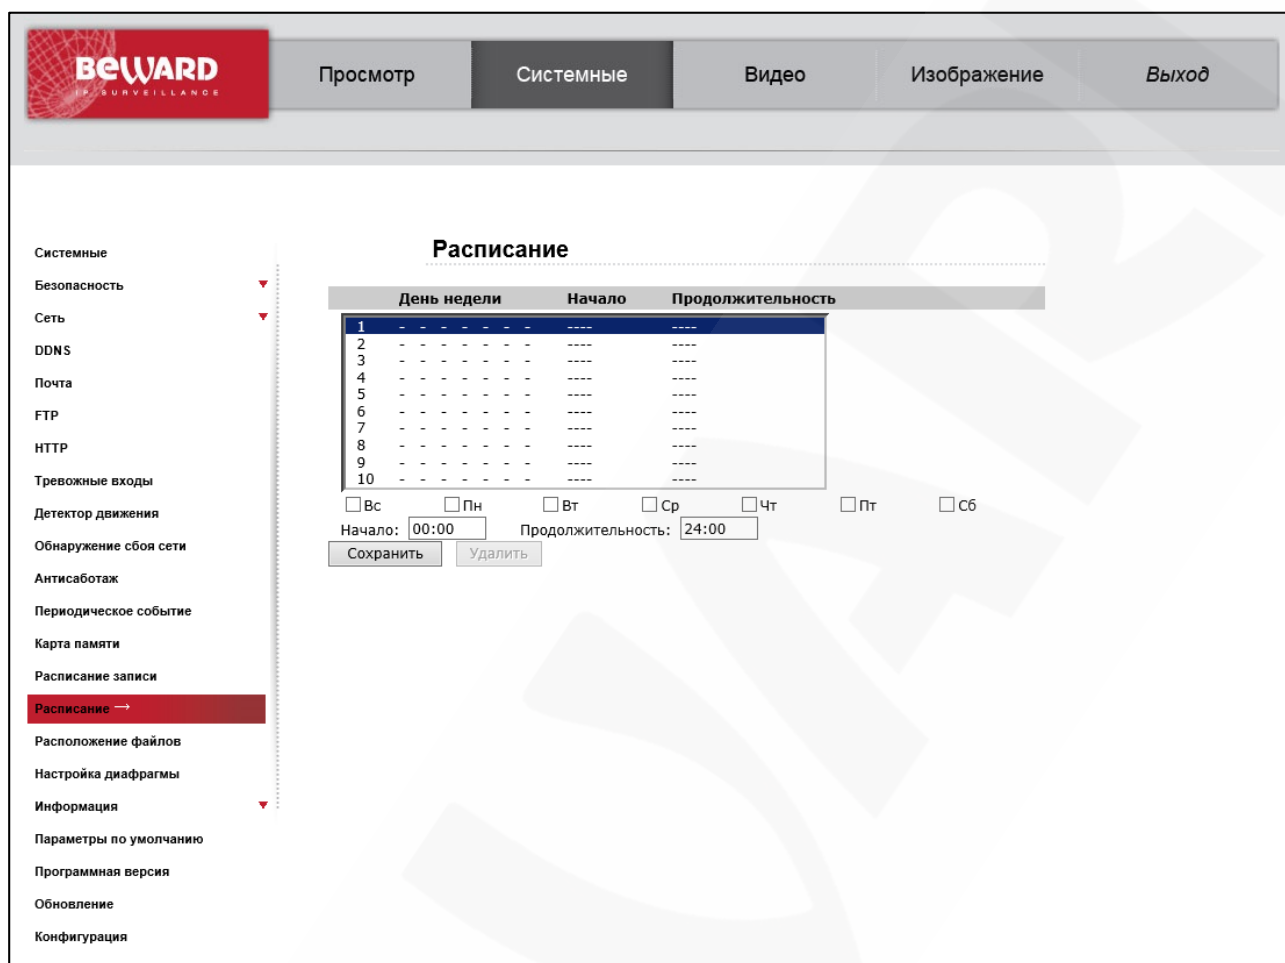 BEWARD
IP SURVEILLANCE
Просмотр
Системные
Видео
Изображение
Выход
Системные
Безопасность
Сеть
DDNS
Почта
FTP
HTTP
Тревожные входы
Детектор движения
Обнаружение сбоя сети
Антисаботаж
Периодическое событие
Карта памяти
Расписание записи
Расписание →
Расположение файлов
Настройка диафрагмы
Информация
Параметры по умолчанию
Программная версия
Обновление
Конфигурация
Расписание
День недели Начало Продолжительность
1 - - - - - - - ---- ----
2 - - - - - - - ---- ----
3 - - - - - - - ---- ----
4 - - - - - - - ---- ----
5 - - - - - - - ---- ----
6 - - - - - - - ---- ----
7 - - - - - - - ---- ----
8 - - - - - - - ---- ----
9 - - - - - - - ---- ----
10 - - - - - - - ---- ----
Вс Пн Вт Ср Чт Пт Сб
Начало: 00:00 Продолжительность: 24:00
Сохранить Удалить